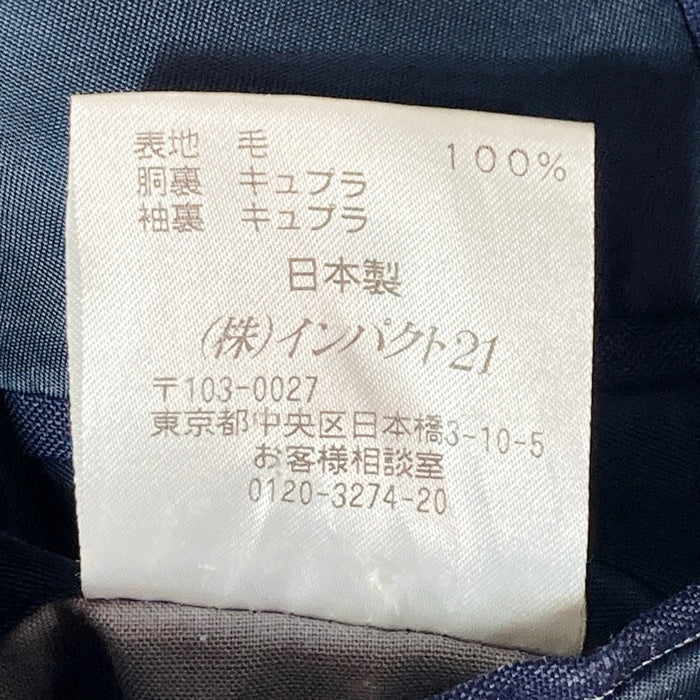 表地　毛　　　　１００％
胴裏　キュプラ
袖裏　キュプラ
日本製
(株)インパクト21
〒103-0027
東京都中央区日本橋3-10-5
お客様相談室
0120-3274-20